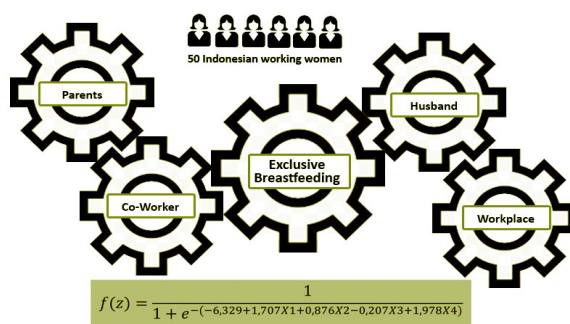 50 Indonesian working women
Parents
Husband
Exclusive
Breastfeeding
Co-Worker
Workplace
f(z) = 1 / 1 + e^−(−6,329+1,707X1+0,876X2−0,207X3+1,978X4)